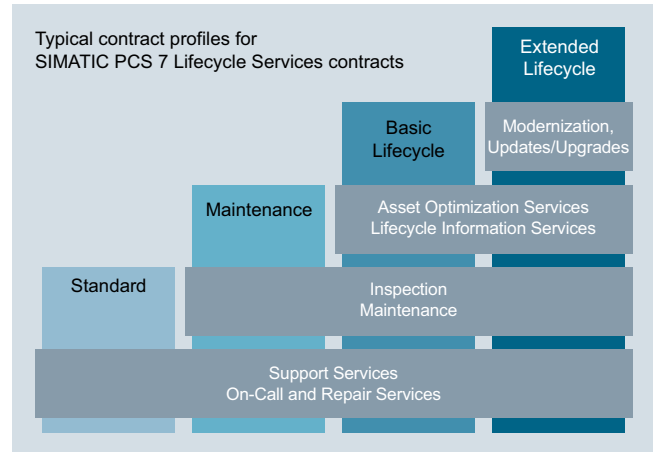 Typical contract profiles for
SIMATIC PCS 7 Lifecycle Services contracts
Extended
Lifecycle
Basic
Lifecycle
Modernization,
Updates/Upgrades
Maintenance
Asset Optimization Services
Lifecycle Information Services
Standard
Inspection
Maintenance
Support Services
On-Call and Repair Services